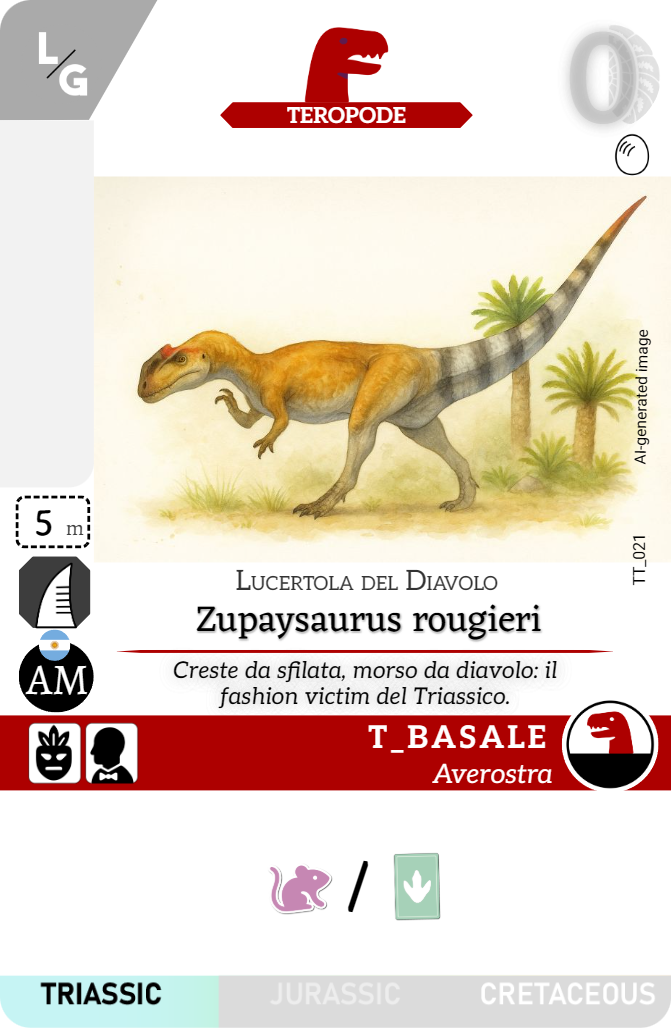 L/G
TEROPODE
0
AI-generated image
TT_021
5 m
AM
Lucertola del Diavolo
Zupaysaurus rougieri
Creste da sfilata, morso da diavolo: il
fashion victim del Triassico.
T_BASALE
Averostra
/
TRIASSIC JURASSIC CRETACEOUS